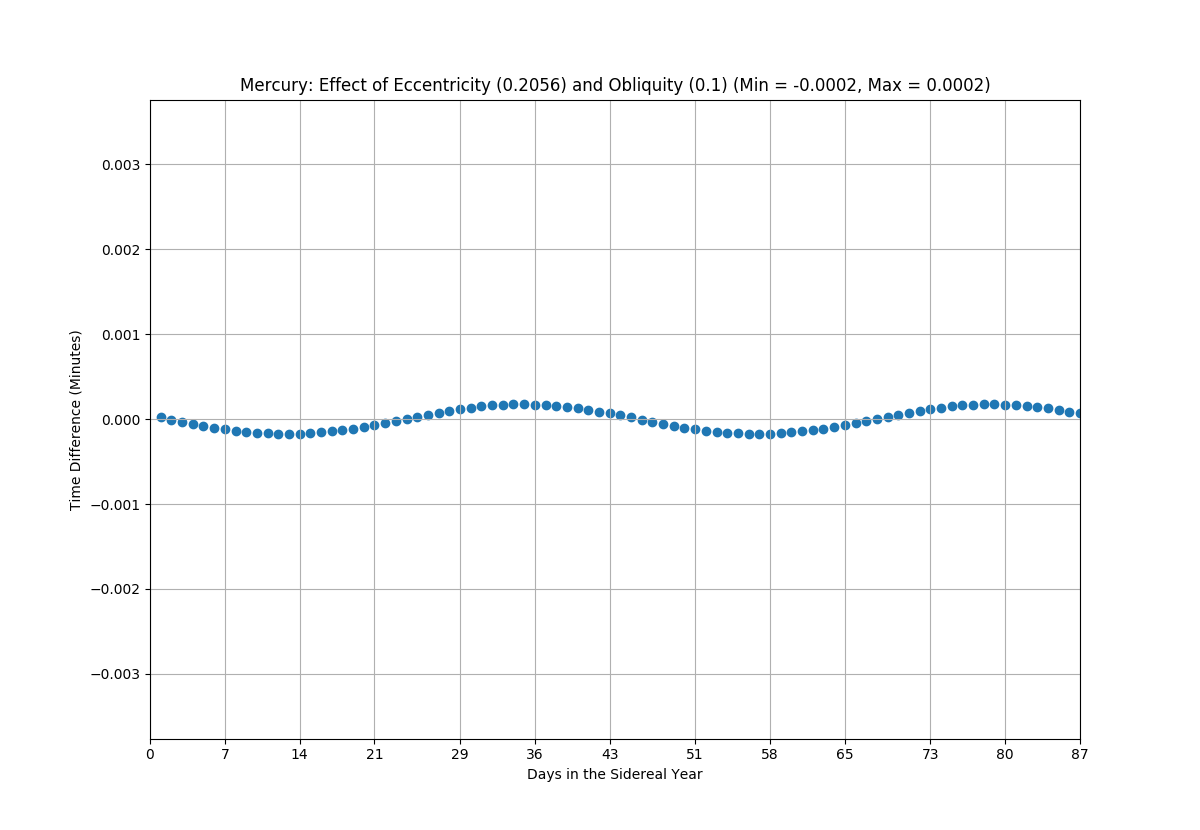 Mercury: Effect of Eccentricity (0.2056) and Obliquity (0.1) (Min = -0.0002, Max = 0.0002)
0.003
0.002
0.001
0.000
−0.001
−0.002
−0.003
Time Difference (Minutes)
0 7 14 21 29 36 43 51 58 65 73 80 87
Days in the Sidereal Year